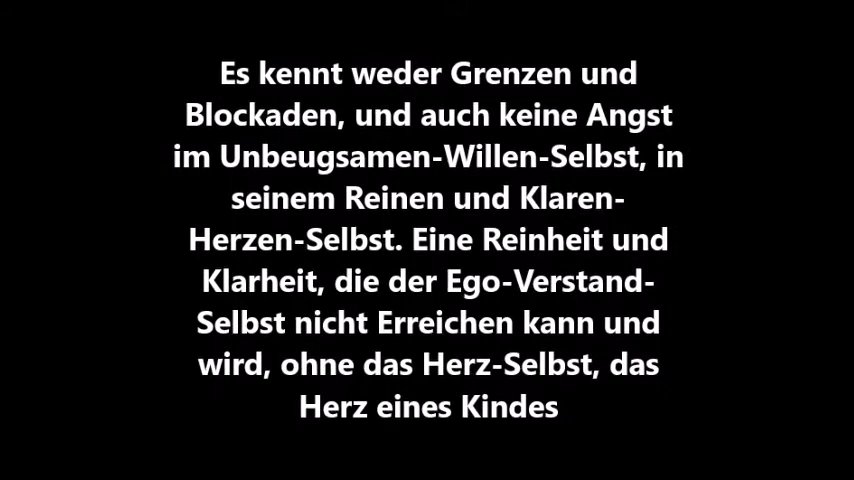 Es kennt weder Grenzen und
Blockaden, und auch keine Angst
im Unbeugsamen-Willen-Selbst, in
seinem Reinen und Klaren-
Herzen-Selbst. Eine Reinheit und
Klarheit, die der Ego-Verstand-
Selbst nicht Erreichen kann und
wird, ohne das Herz-Selbst, das
Herz eines Kindes